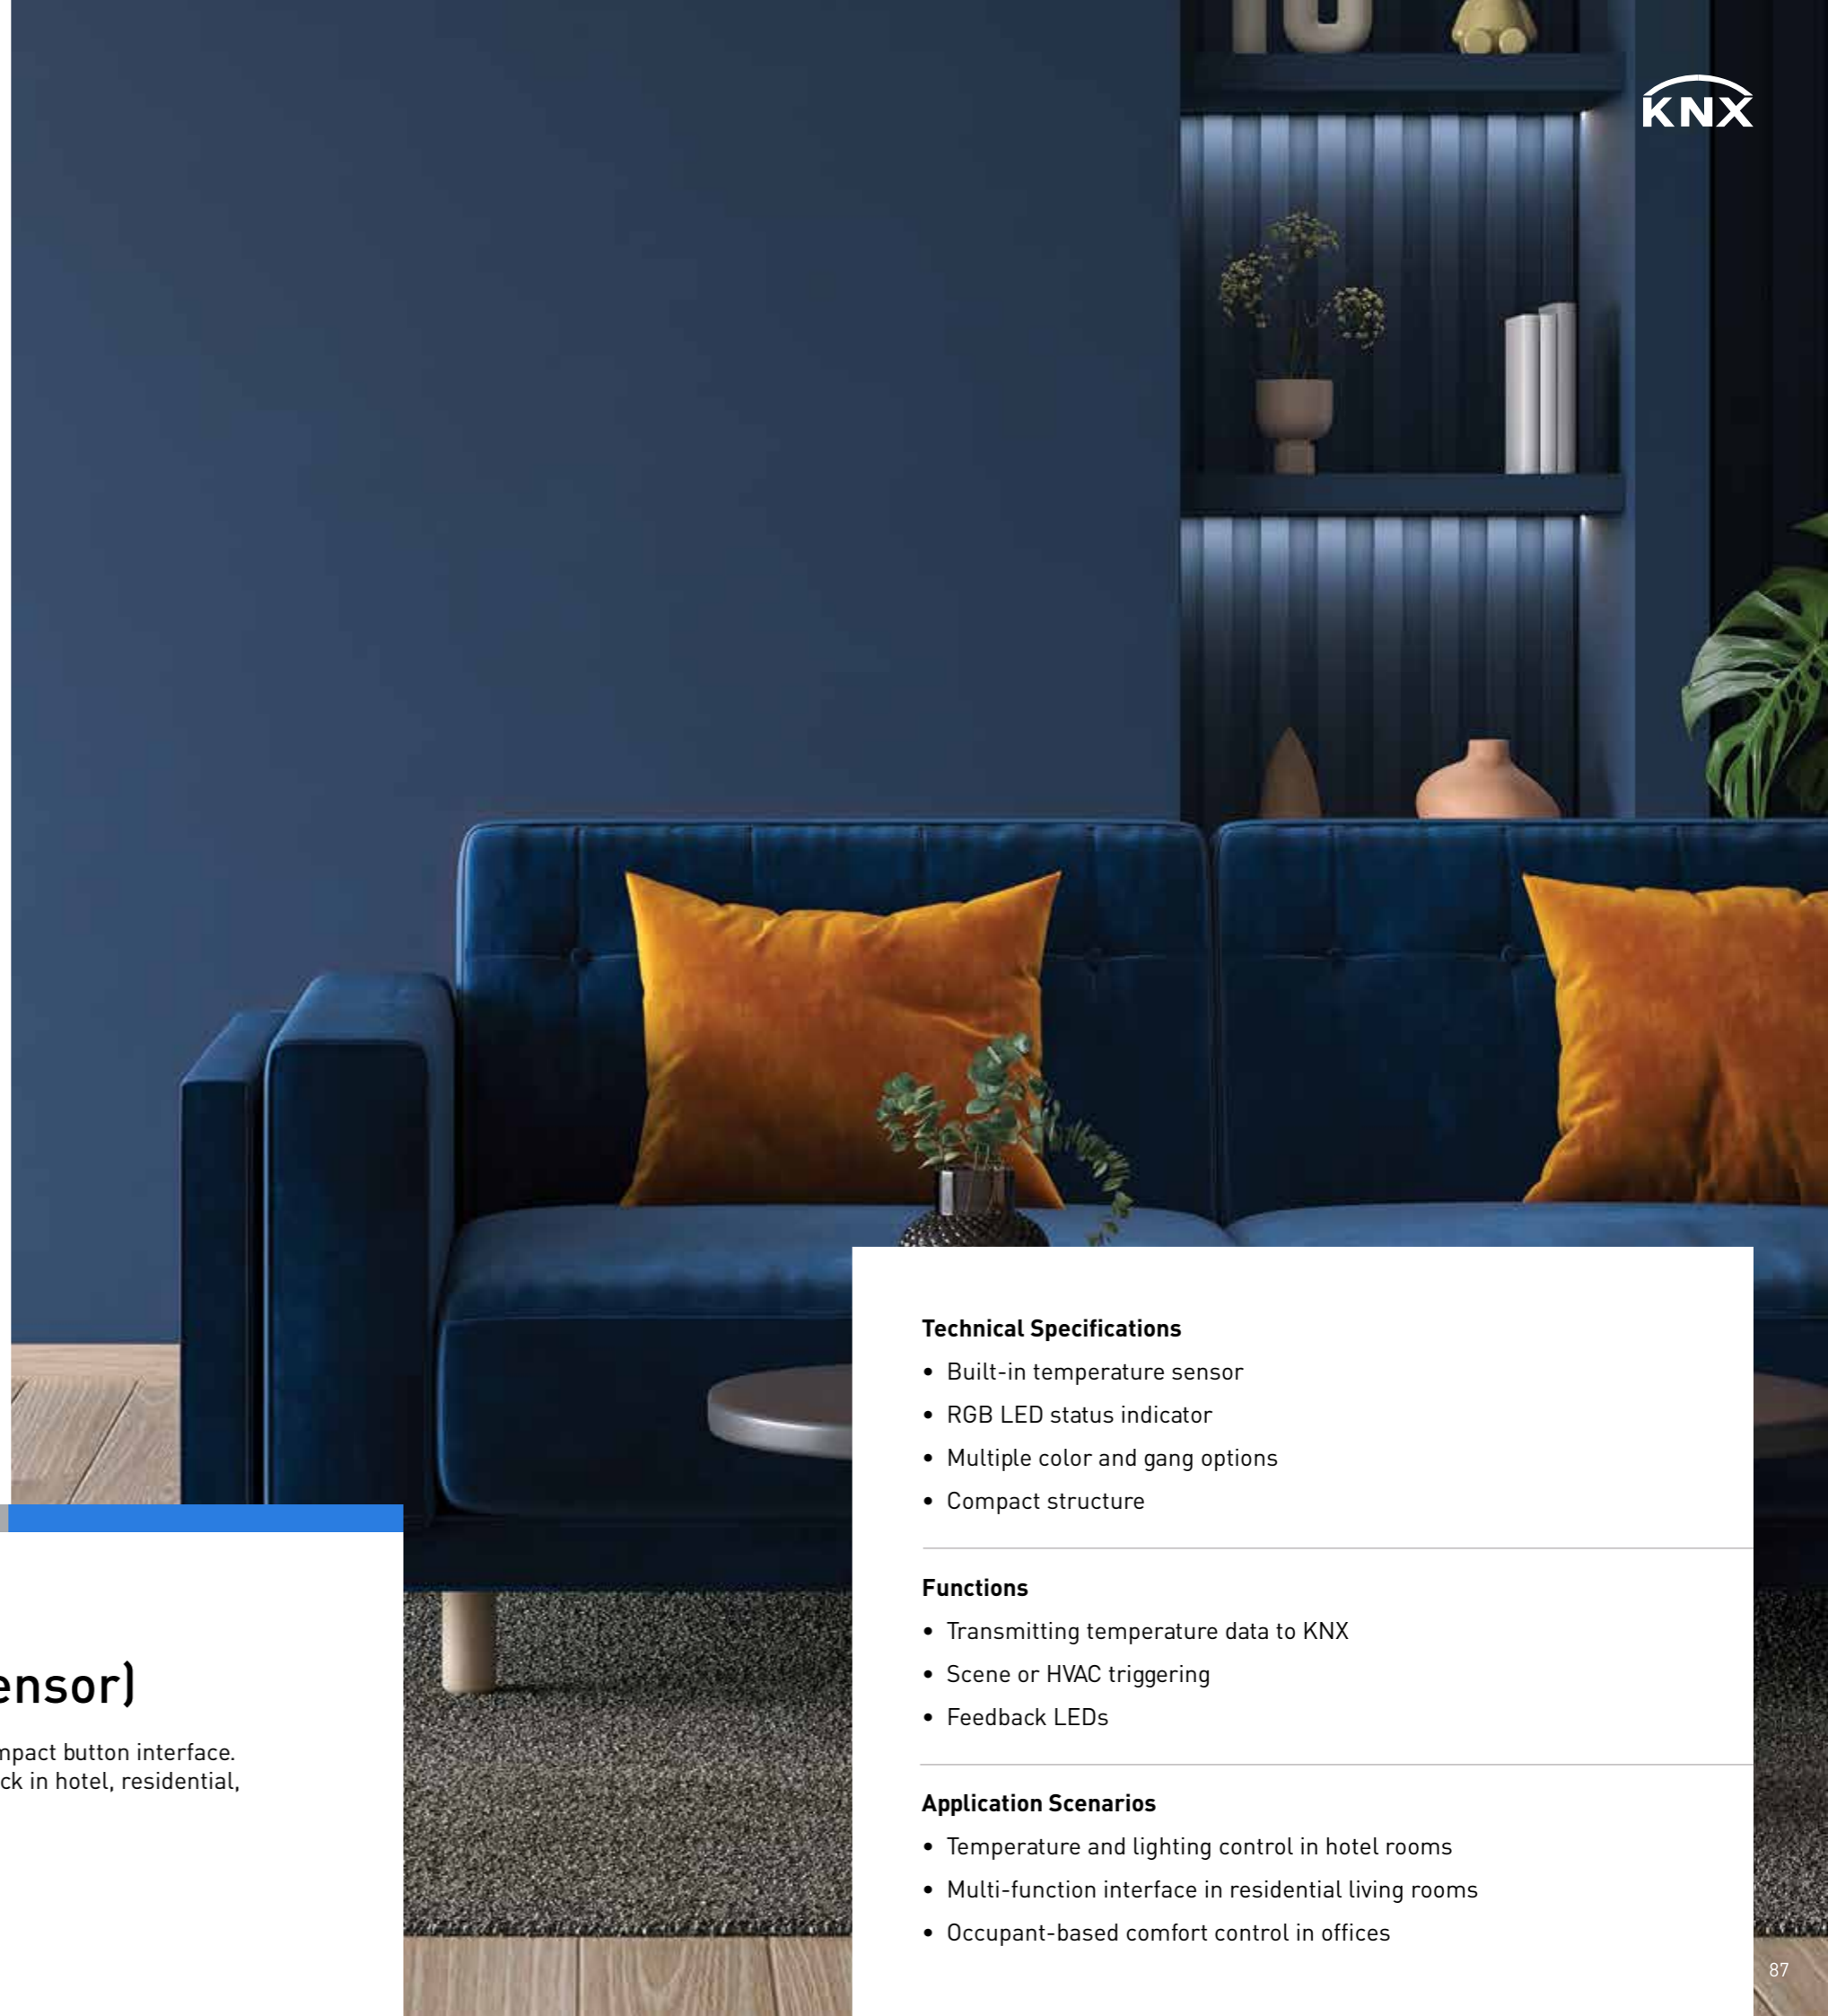 KNX
ensor)
mpact button interface.
ck in hotel, residential,
Technical Specifications
• Built-in temperature sensor
• RGB LED status indicator
• Multiple color and gang options
• Compact structure
Functions
• Transmitting temperature data to KNX
• Scene or HVAC triggering
• Feedback LEDs
Application Scenarios
• Temperature and lighting control in hotel rooms
• Multi-function interface in residential living rooms
• Occupant-based comfort control in offices
87